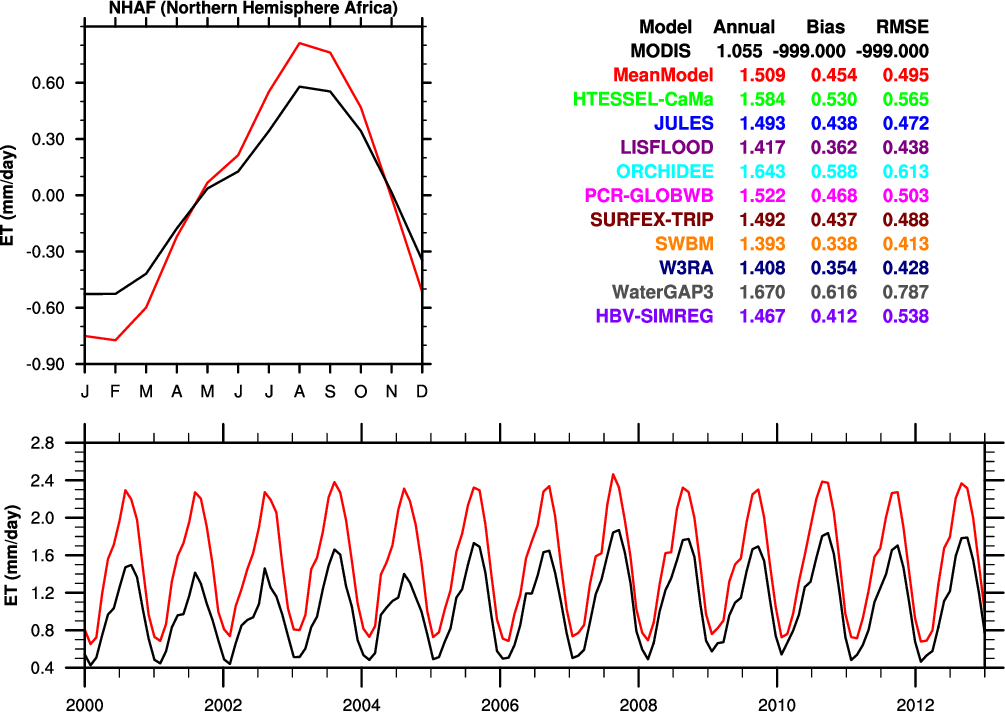 NHAF (Northern Hemisphere Africa)
ET (mm/day)
0.60
0.30
0.00
-0.30
-0.60
-0.90
J F M A M J J A S O N D
Model Annual Bias RMSE
MODIS 1.055 -999.000 -999.000
MeanModel 1.509 0.454 0.495
HTESSEL-CaMa 1.584 0.530 0.565
JULES 1.493 0.438 0.472
LISFLOOD 1.417 0.362 0.438
ORCHIDEE 1.643 0.588 0.613
PCR-GLOBWB 1.522 0.468 0.503
SURFEX-TRIP 1.492 0.437 0.488
SWBM 1.393 0.338 0.413
W3RA 1.408 0.354 0.428
WaterGAP3 1.670 0.616 0.787
HBV-SIMREG 1.467 0.412 0.538
ET (mm/day)
2.8
2.4
2.0
1.6
1.2
0.8
0.4
2000 2002 2004 2006 2008 2010 2012